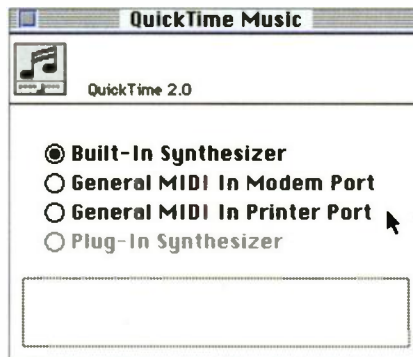 QuickTime Music
QuickTime 2.0
Built-In Synthesizer
General MIDI In Modem Port
General MIDI In Printer Port
Plug-In Synthesizer